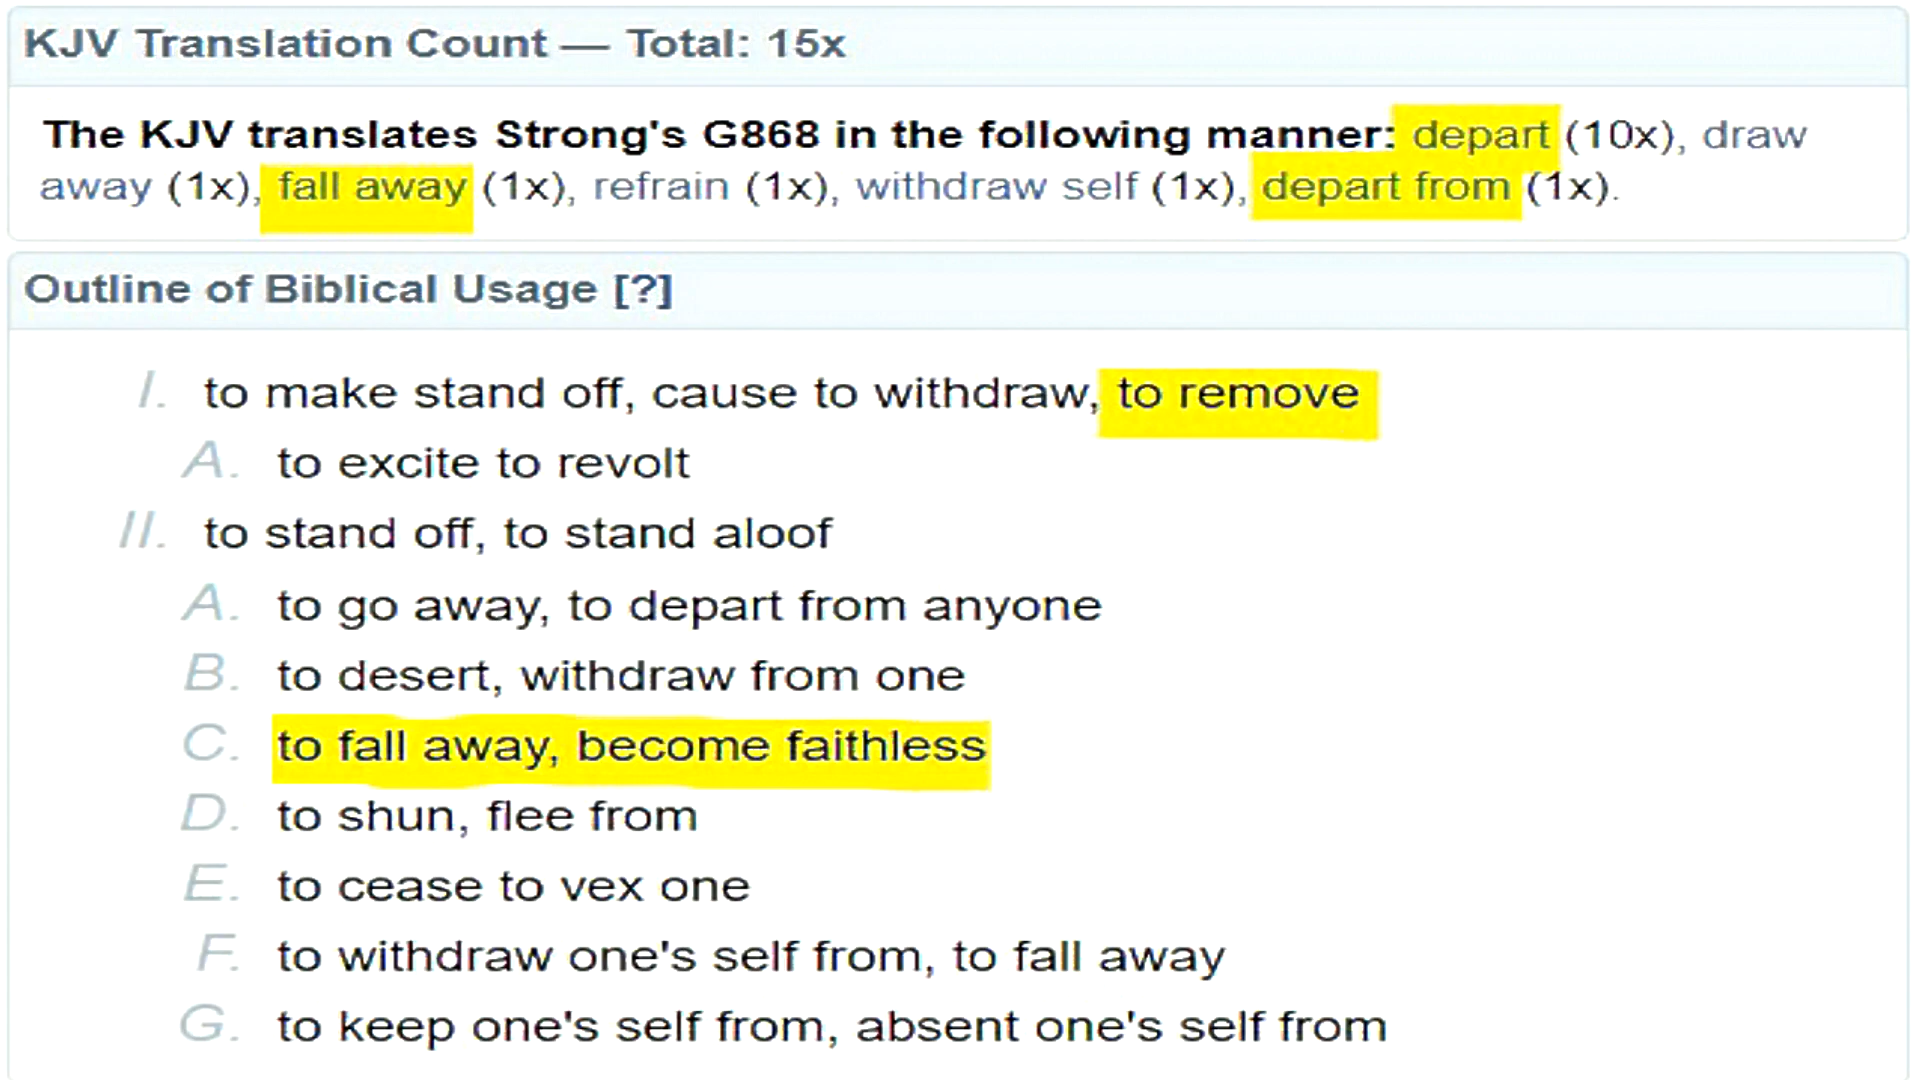 KJV Translation Count — Total: 15x
The KJV translates Strong's G868 in the following manner: depart (10x), draw
away (1x), fall away (1x), refrain (1x), withdraw self (1x), depart from (1x).
Outline of Biblical Usage [?]
I. to make stand off, cause to withdraw, to remove
A. to excite to revolt
II. to stand off, to stand aloof
A. to go away, to depart from anyone
B. to desert, withdraw from one
C. to fall away, become faithless
D. to shun, flee from
E. to cease to vex one
F. to withdraw one's self from, to fall away
G. to keep one's self from, absent one's self from